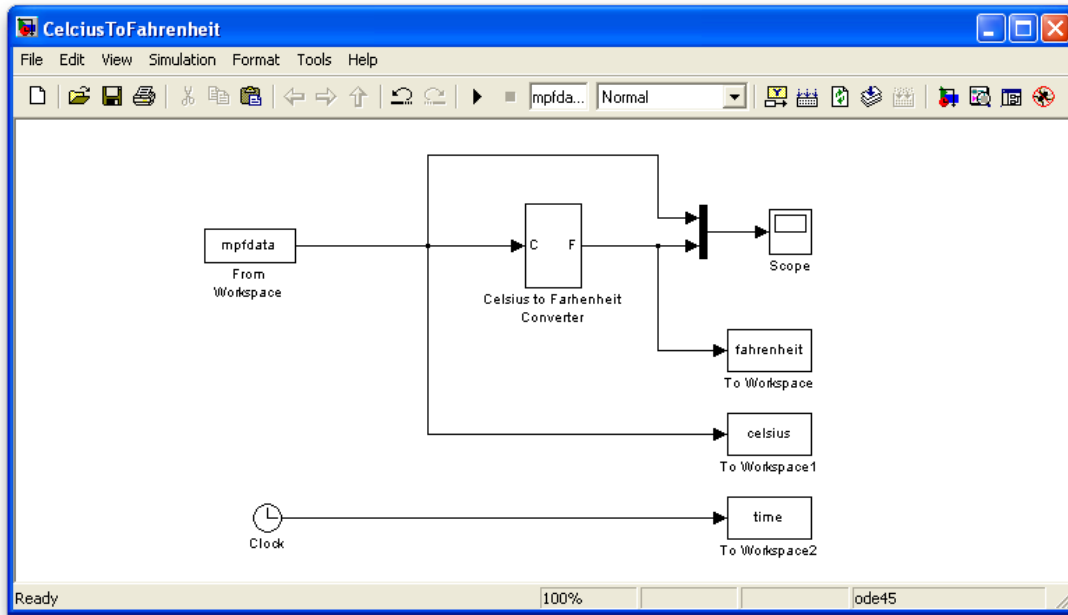 CelciusToFahrenheit
File Edit View Simulation Format Tools Help
mpfda... Normal
mpfdata
From
Workspace
C F
Celsius to Farhenheit
Converter
Scope
fahrenheit
To Workspace
celsius
To Workspace1
Clock
time
To Workspace2
Ready 100% ode45